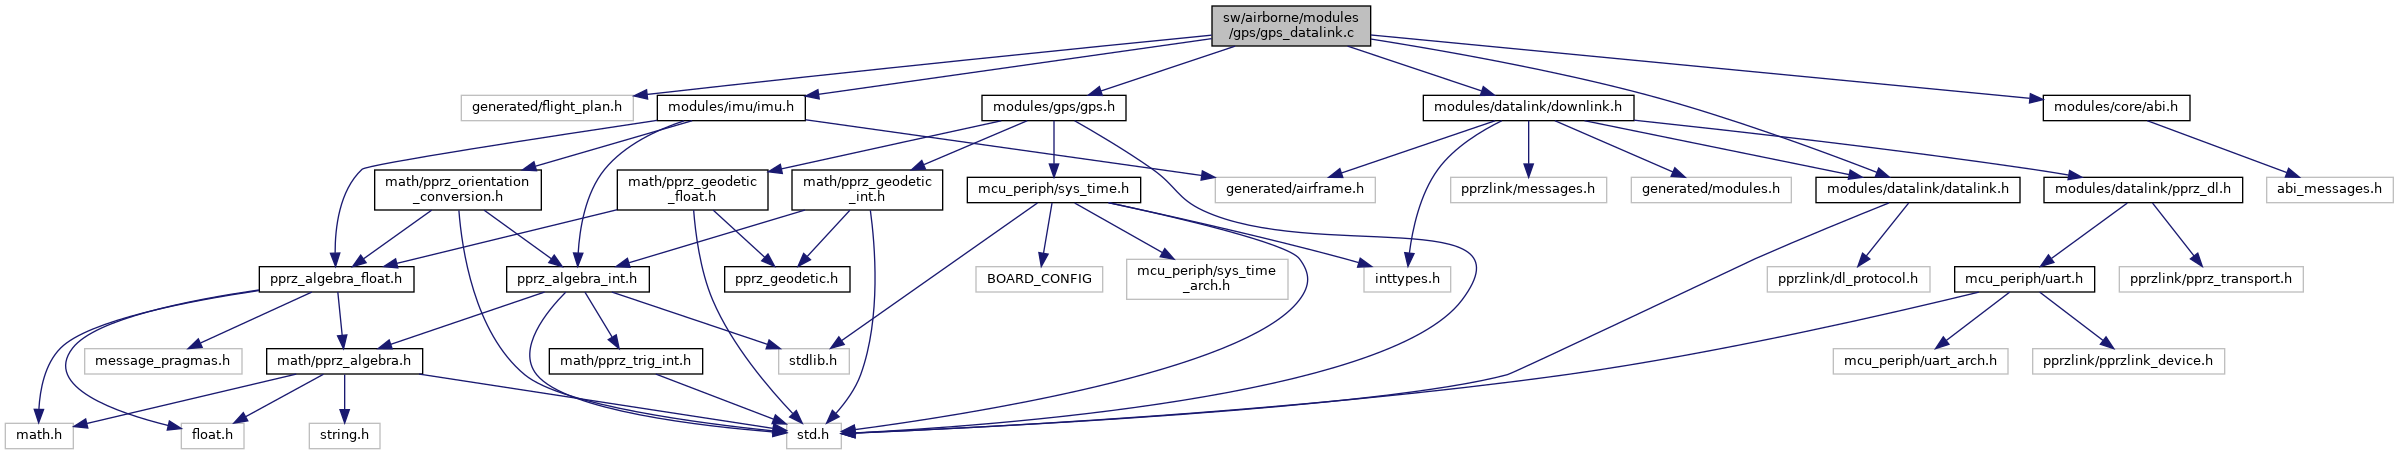 sw/airborne/modules
/gps/gps_datalink.c
generated/flight_plan.h
modules/imu/imu.h
modules/gps/gps.h
modules/datalink/downlink.h
modules/core/abi.h
math/pprz_orientation
_conversion.h
math/pprz_geodetic
_float.h
math/pprz_geodetic
_int.h
mcu_periph/sys_time.h
generated/airframe.h
pprzlink/messages.h
generated/modules.h
modules/datalink/datalink.h
modules/datalink/pprz_dl.h
abi_messages.h
pprz_algebra_float.h
pprz_algebra_int.h
pprz_geodetic.h
BOARD_CONFIG
mcu_periph/sys_time
_arch.h
inttypes.h
pprzlink/dl_protocol.h
mcu_periph/uart.h
pprzlink/pprz_transport.h
message_pragmas.h
math/pprz_algebra.h
math/pprz_trig_int.h
stdlib.h
mcu_periph/uart_arch.h
pprzlink/pprzlink_device.h
math.h
float.h
string.h
std.h